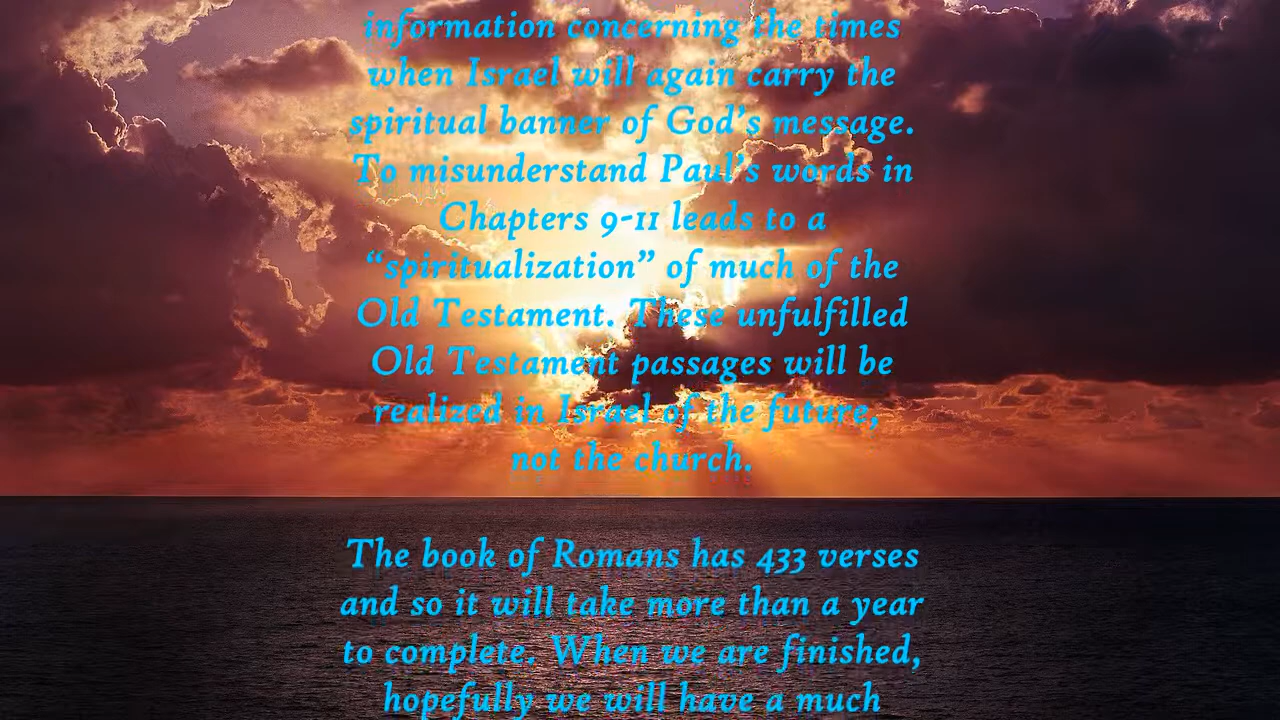 information concerning the times
when Israel will again carry the
spiritual banner of God’s message.
To misunderstand Paul’s words in
Chapters 9-11 leads to a
“spiritualization” of much of the
Old Testament. These unfulfilled
Old Testament passages will be
realized in Israel of the future,
not the church.
The book of Romans has 433 verses
and so it will take more than a year
to complete. When we are finished,
hopefully we will have a much